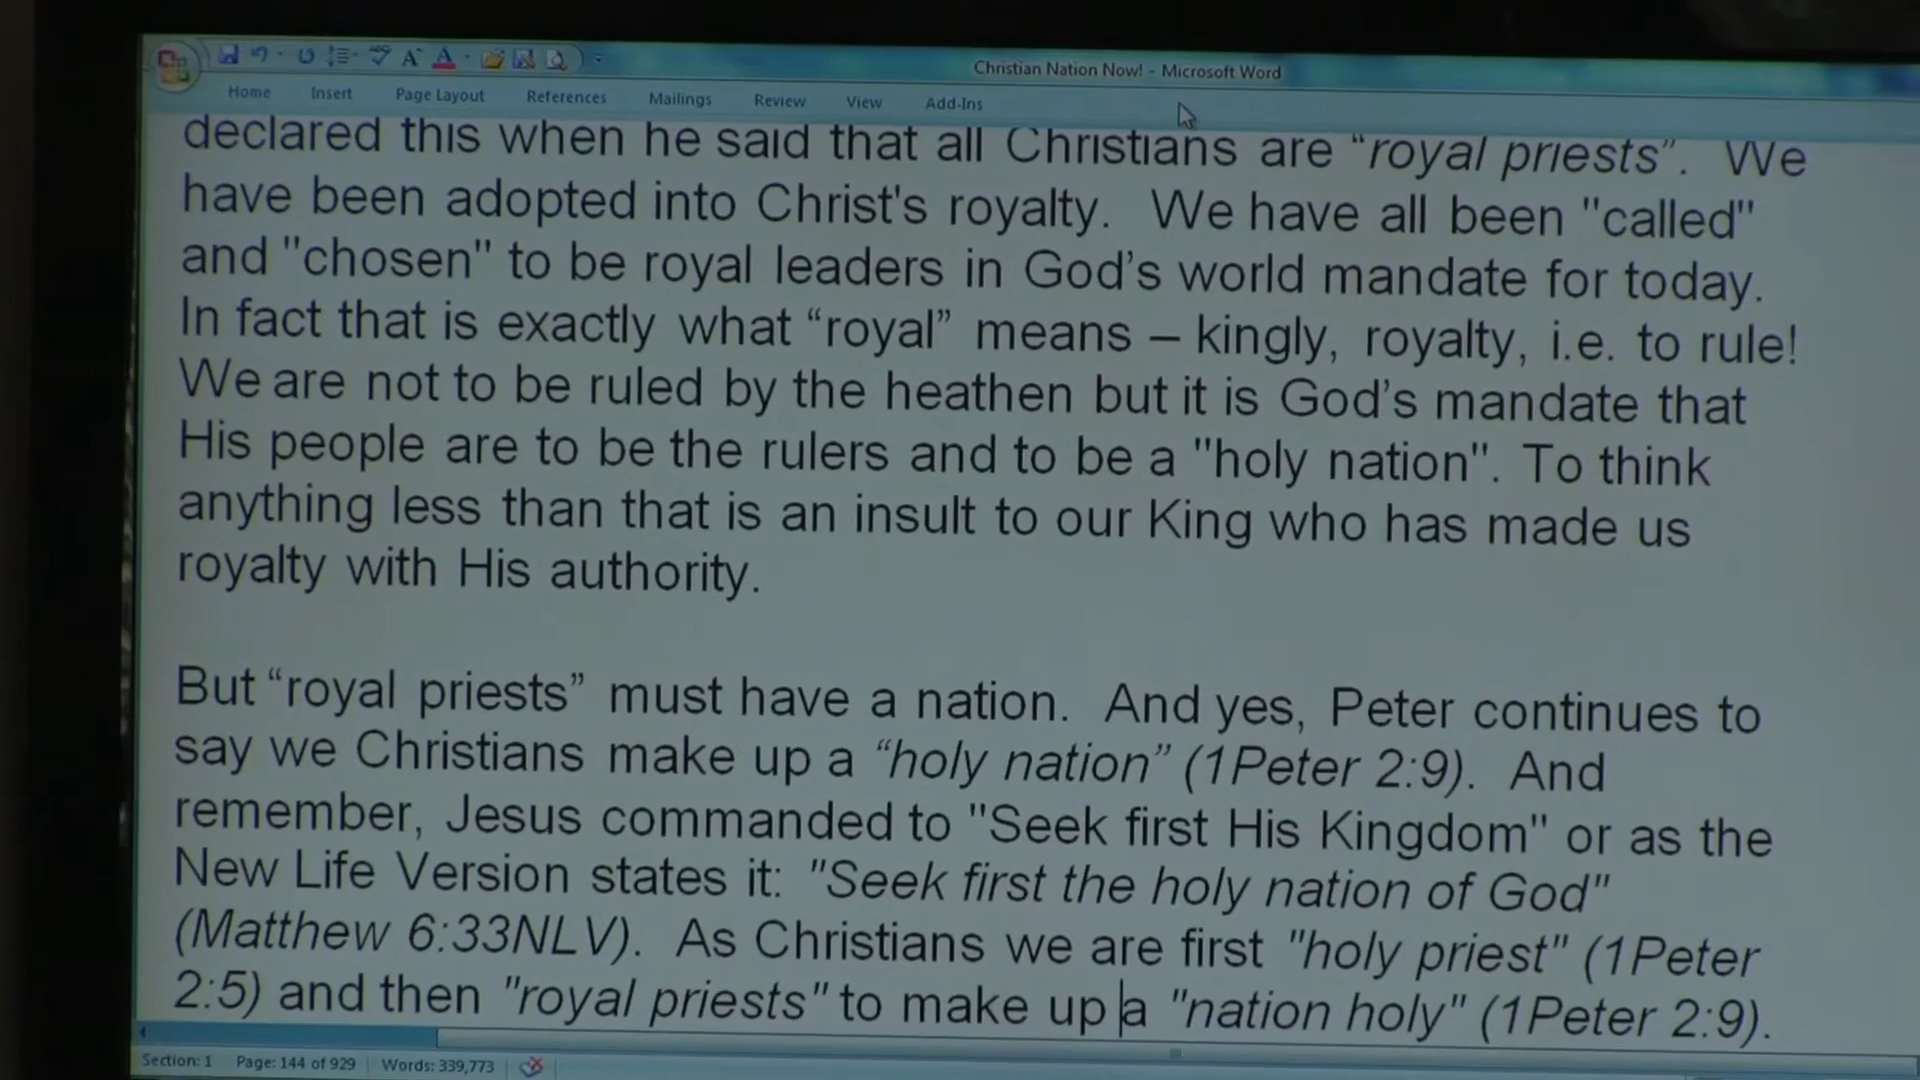 Christian Nation Now! - Microsoft Word
Home Insert Page Layout References Mailings Review View Add-Ins
declared this when he said that all Christians are “royal priests”. We
have been adopted into Christ's royalty. We have all been "called"
and "chosen" to be royal leaders in God’s world mandate for today.
In fact that is exactly what “royal” means – kingly, royalty, i.e. to rule!
We are not to be ruled by the heathen but it is God’s mandate that
His people are to be the rulers and to be a "holy nation". To think
anything less than that is an insult to our King who has made us
royalty with His authority.
But “royal priests” must have a nation. And yes, Peter continues to
say we Christians make up a “holy nation” (1Peter 2:9). And
remember, Jesus commanded to "Seek first His Kingdom" or as the
New Life Version states it: "Seek first the holy nation of God"
(Matthew 6:33NLV). As Christians we are first "holy priest" (1Peter
2:5) and then "royal priests" to make up a "nation holy" (1Peter 2:9).
Section: 1 Page: 144 of 929 Words: 339,773